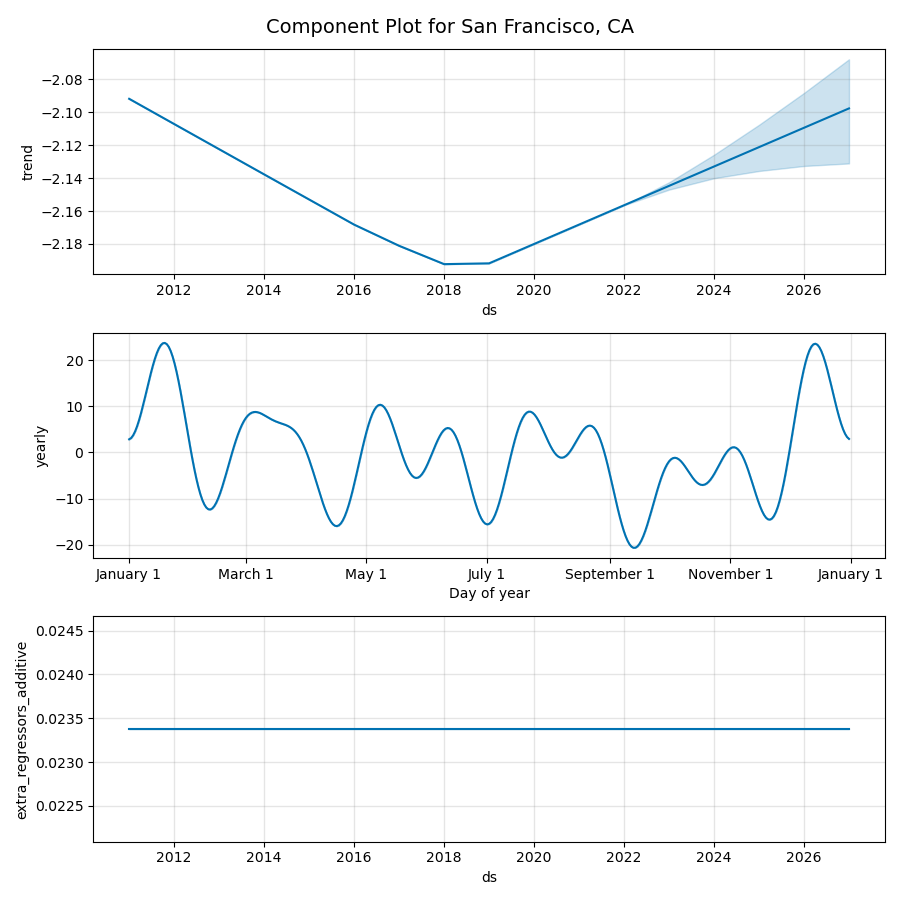 Component Plot for San Francisco, CA
−2.08
−2.10
−2.12
−2.14
−2.16
−2.18
trend
2012 2014 2016 2018 2020 2022 2024 2026
ds
20
10
0
−10
−20
yearly
January 1 March 1 May 1 July 1 September 1 November 1 January 1
Day of year
0.0245
0.0240
0.0235
0.0230
0.0225
extra_regressors_additive
2012 2014 2016 2018 2020 2022 2024 2026
ds